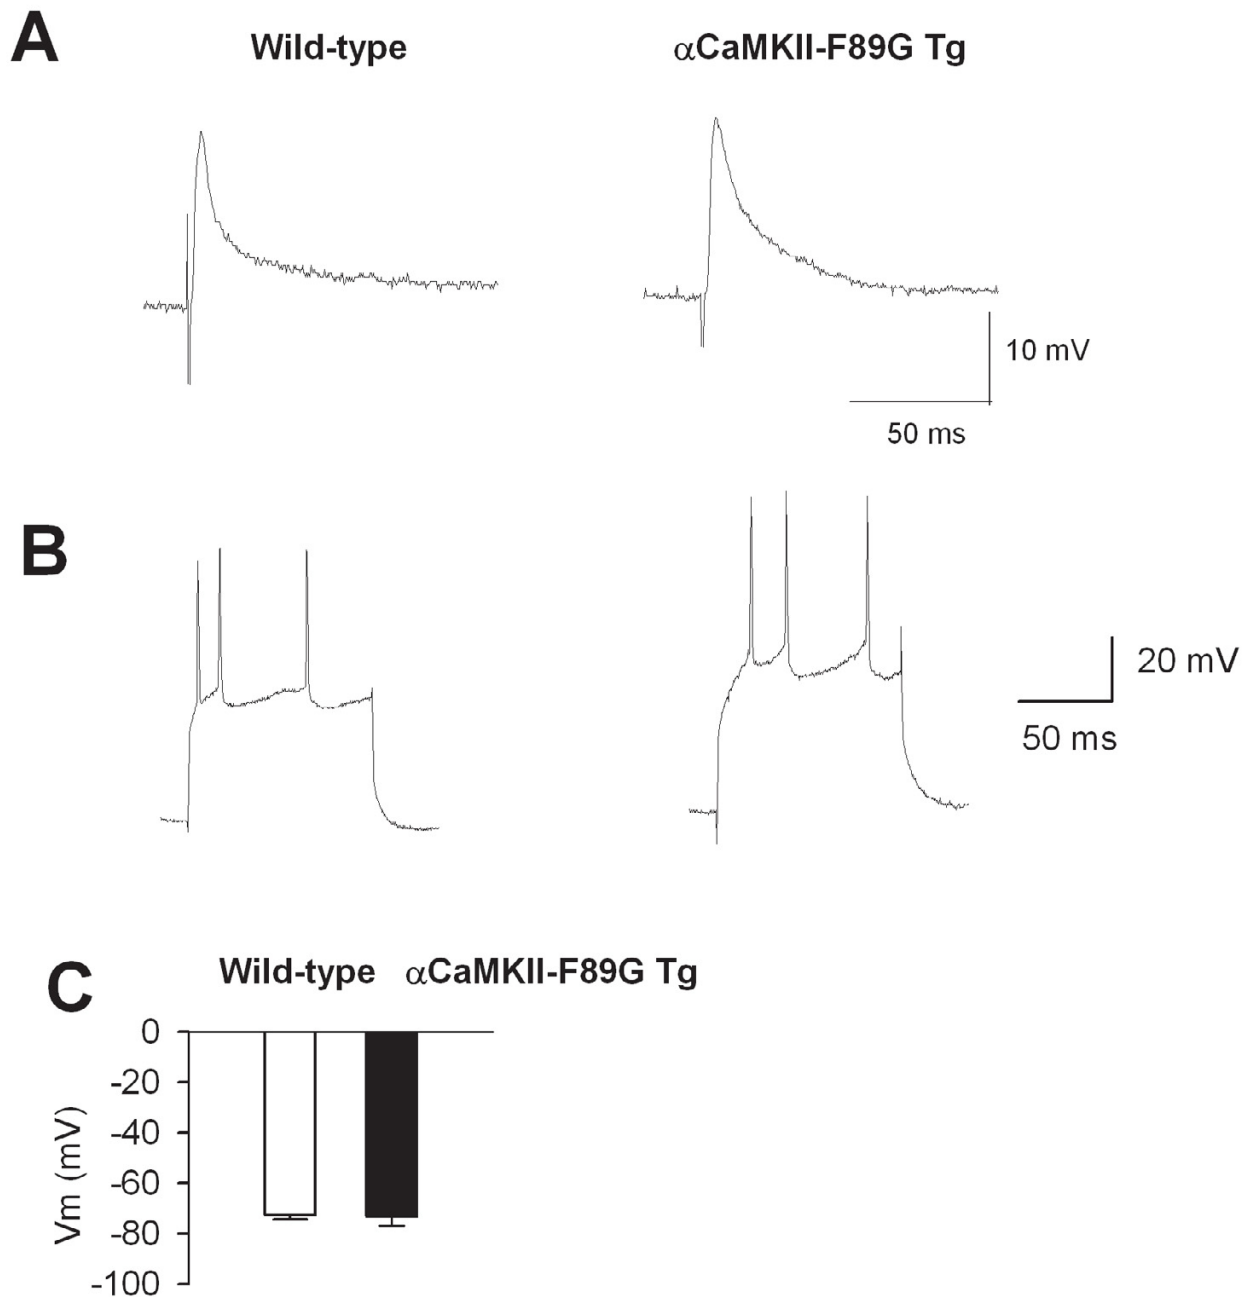 A
Wild-type αCaMKII-F89G Tg
10 mV
50 ms
B
20 mV
50 ms
C
Wild-type αCaMKII-F89G Tg
0
-20
-40
-60
-80
-100
Vm (mV)